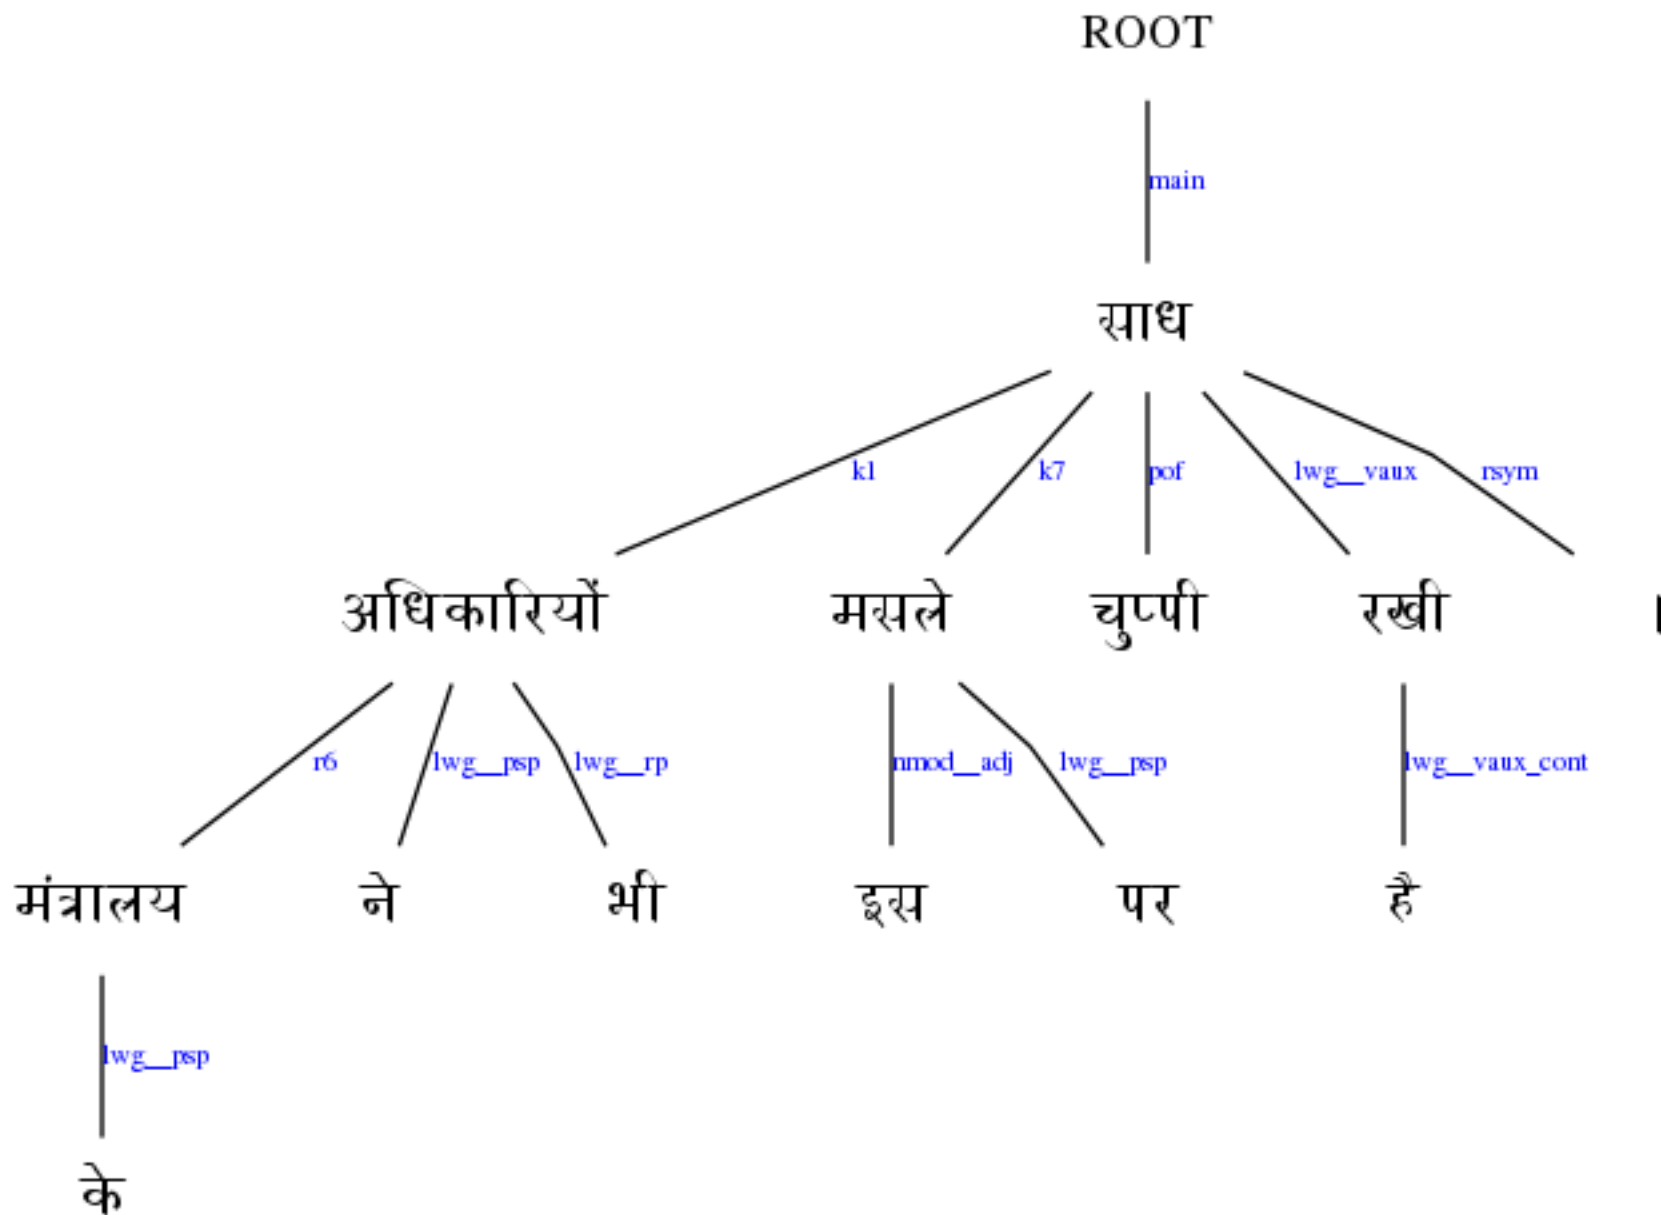 ROOT
main
साध
k1 k7 pof lwg__vaux rsym
अधिकारियों मसले चुप्पी रखी ।
r6 lwg__psp lwg__rp nmod__adj lwg__psp lwg__vaux_cont
मंत्रालय ने भी इस पर है
lwg__psp
के